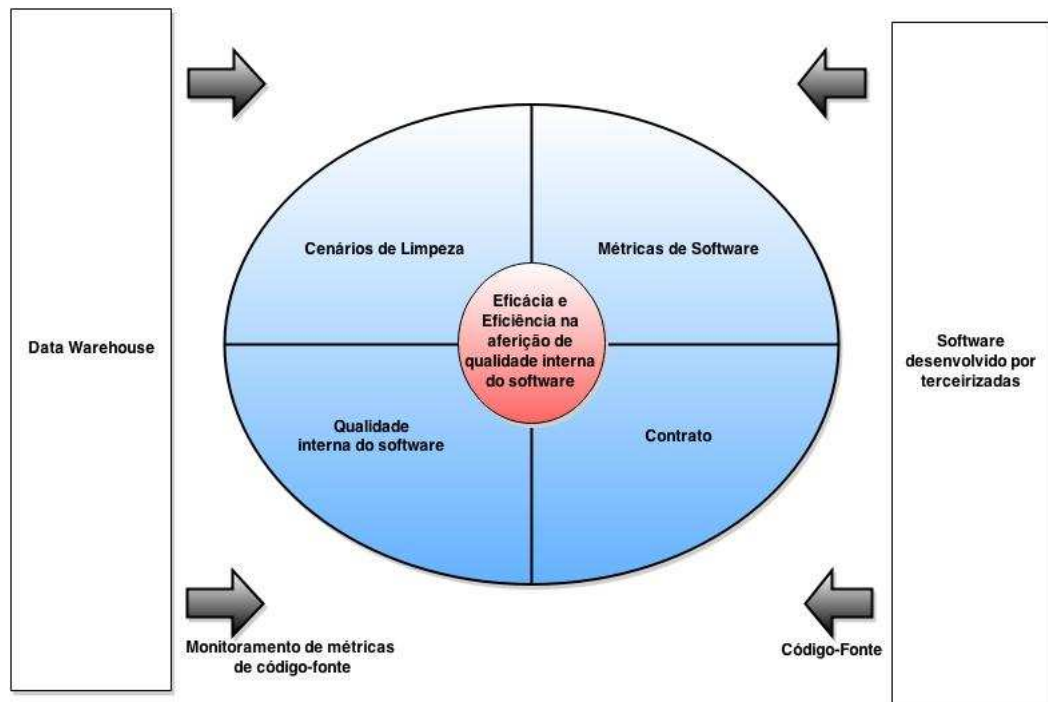 Cenários de Limpeza
Métricas de Software
Eficácia e
Eficiência na
aferição de
qualidade interna
do software
Data Warehouse
Software
desenvolvido por
terceirizadas
Qualidade
interna do software
Contrato
Monitoramento de métricas
de código-fonte
Código-Fonte